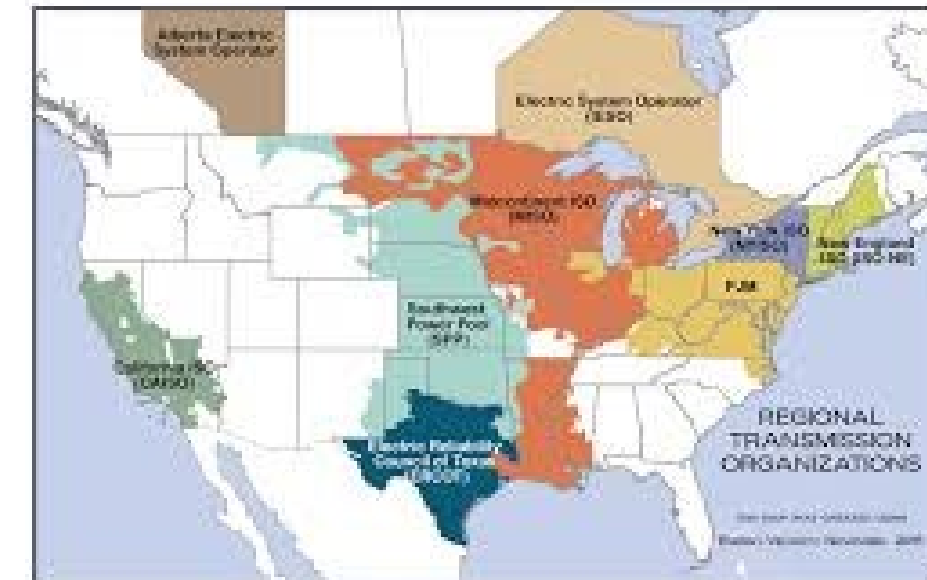 Alberta Electric
System Operator
Electric System Operator
(IESO)
Midcontinent ISO
(MISO)
New York ISO
(NYISO)
New England
ISO (ISO-NE)
PJM
Southwest
Power Pool
(SPP)
California ISO
(CAISO)
Electric Reliability
Council of Texas
(ERCOT)
REGIONAL
TRANSMISSION
ORGANIZATIONS